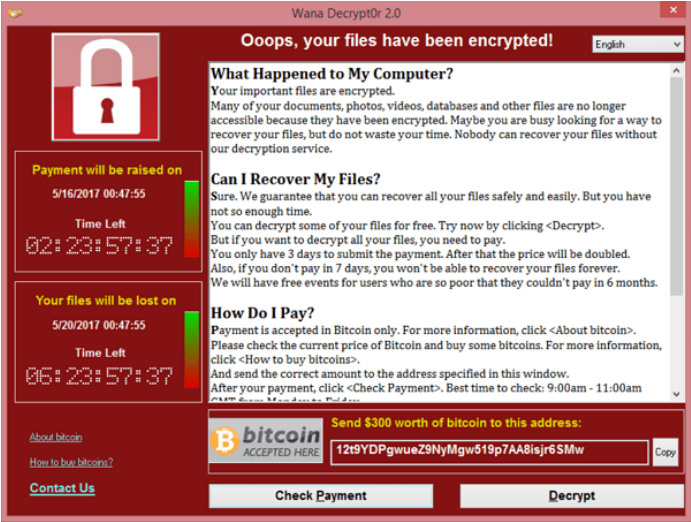 Wana Decrypt0r 2.0
Ooops, your files have been encrypted!
English
What Happened to My Computer?
Your important files are encrypted.
Many of your documents, photos, videos, databases and other files are no longer
accessible because they have been encrypted. Maybe you are busy looking for a way to
recover your files, but do not waste your time. Nobody can recover your files without
our decryption service.
Can I Recover My Files?
Sure. We guarantee that you can recover all your files safely and easily. But you have
not so enough time.
You can decrypt some of your files for free. Try now by clicking <Decrypt>.
But if you want to decrypt all your files, you need to pay.
You only have 3 days to submit the payment. After that the price will be doubled.
Also, if you don't pay in 7 days, you won't be able to recover your files forever.
We will have free events for users who are so poor that they couldn't pay in 6 months.
How Do I Pay?
Payment is accepted in Bitcoin only. For more information, click <About bitcoin>.
Please check the current price of Bitcoin and buy some bitcoins. For more information,
click <How to buy bitcoins>.
And send the correct amount to the address specified in this window.
After your payment, click <Check Payment>. Best time to check: 9:00am - 11:00am
GMT from Monday to Friday.
Payment will be raised on
5/16/2017 00:47:55
Time Left
02:23:57:37
Your files will be lost on
5/20/2017 00:47:55
Time Left
06:23:57:37
About bitcoin
How to buy bitcoins?
Contact Us
bitcoin
ACCEPTED HERE
Send $300 worth of bitcoin to this address:
12t9YDPgwueZ9NyMgw519p7AA8isjr6SMw
Copy
Check Payment
Decrypt